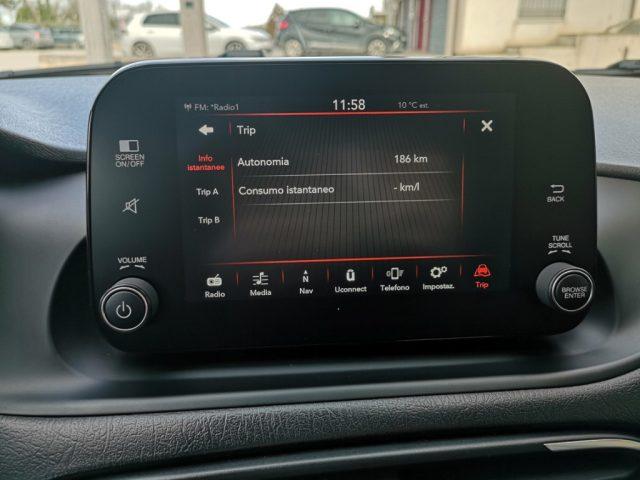 FM: *Radio1 11:58 10 °C est.
Trip
SCREEN
ON/OFF
Info
istantanee
Autonomia 186 km
Trip A
Consumo istantaneo - km/l
Trip B
BACK
VOLUME
TUNE
SCROLL
N
Radio Media Nav Uconnect Telefono Impostaz. Trip
BROWSE
ENTER